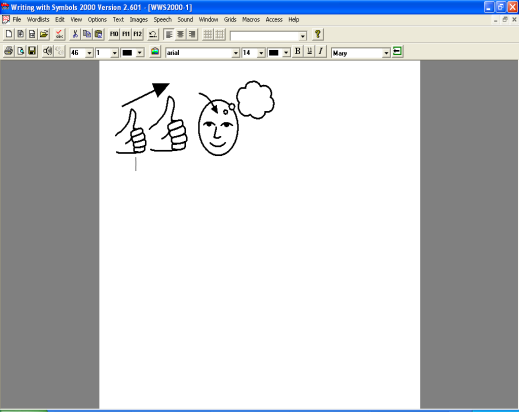 Writing with Symbols 2000 Version 2.601 - [WWS2000-1]
File Wordlists Edit View Options Text Images Speech Sound Window Grids Macros Access Help
F10 F11 F12
46 1 arial 14 B U I Mary